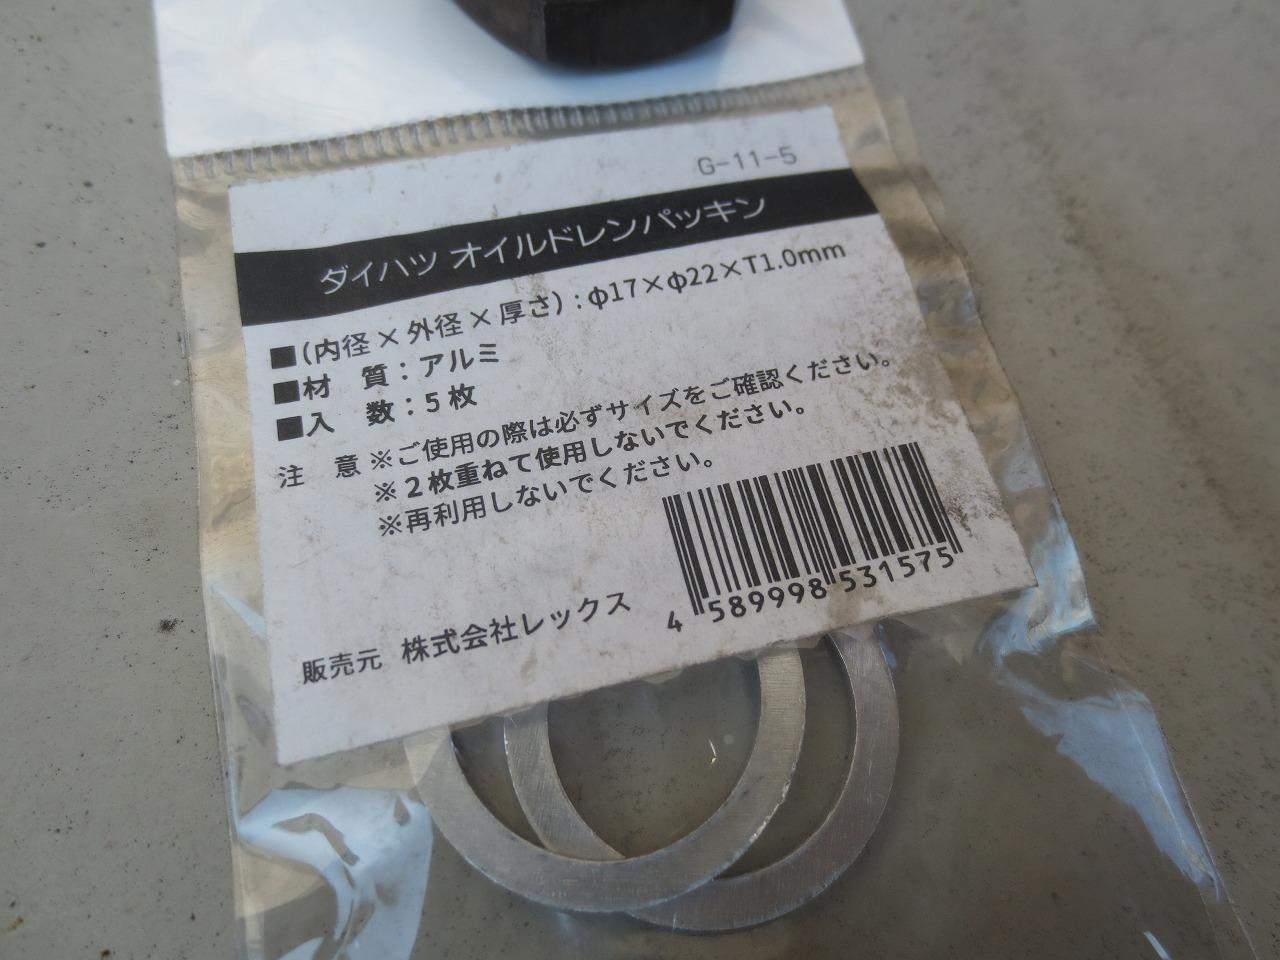 G-11-5
ダイハツ オイルドレンパッキン
■(内径×外径×厚さ):φ17×φ22×T1.0mm
■材 質:アルミ
■入 数:5枚
注 意 ※ご使用の際は必ずサイズをご確認ください。
※2枚重ねて使用しないでください。
※再利用しないでください。
4 589998 531575
販売元 株式会社レックス